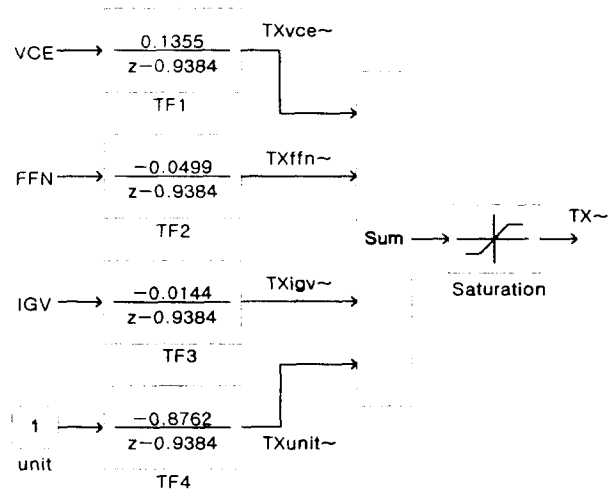 TXvce~
VCE
0.1355
z-0.9384
TF1
FFN
-0.0499
z-0.9384
TXffn~
TF2
Sum
TX~
Saturation
IGV
-0.0144
z-0.9384
TXigv~
TF3
1
unit
-0.8762
z-0.9384
TXunit~
TF4